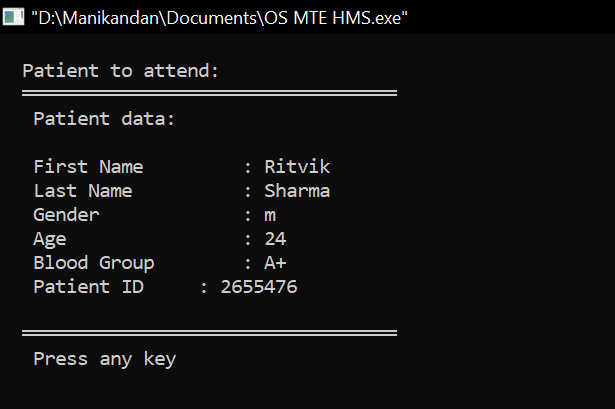 "D:\Manikandan\Documents\OS MTE HMS.exe"
Patient to attend:
Patient data:
First Name : Ritvik
Last Name : Sharma
Gender : m
Age : 24
Blood Group : A+
Patient ID : 2655476
Press any key